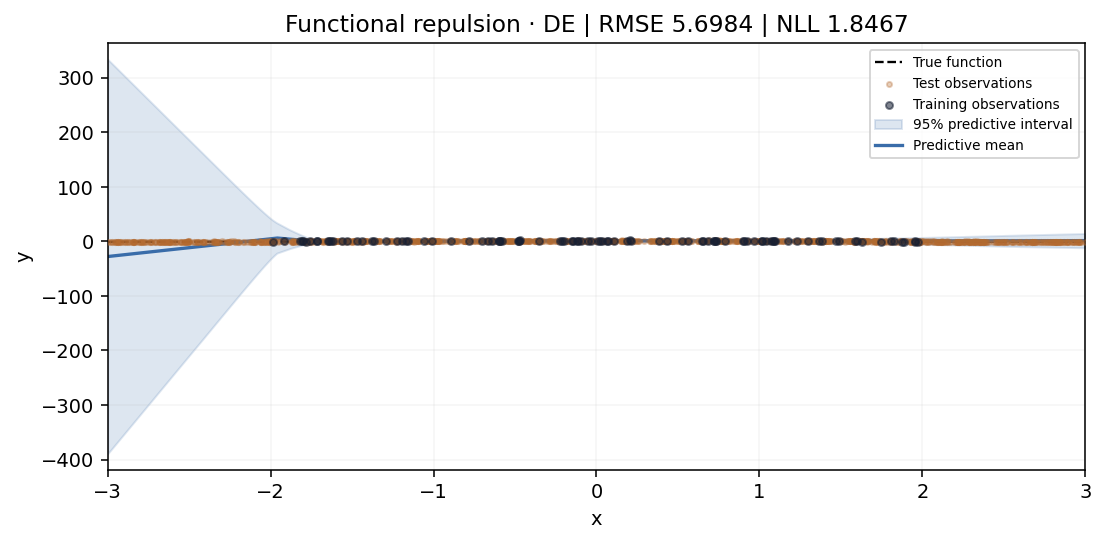 Functional repulsion · DE | RMSE 5.6984 | NLL 1.8467
True function
Test observations
Training observations
95% predictive interval
Predictive mean
y
300
200
100
0
−100
−200
−300
−400
−3
−2
−1
0
1
2
3
x